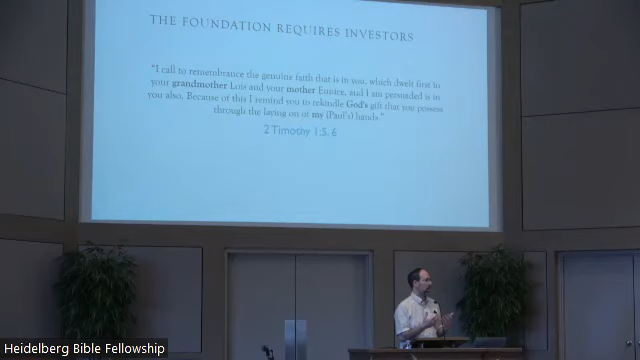 THE FOUNDATION REQUIRES INVESTORS
"I call to remembrance the genuine faith that is in you, which dwelt first in
your grandmother Lois and your mother Eunice, and I am persuaded is in
you also. Because of this I remind you to rekindle God's gift that you possess
through the laying on of my (Paul's) hands."
2 Timothy 1:5, 6
Heidelberg Bible Fellowship